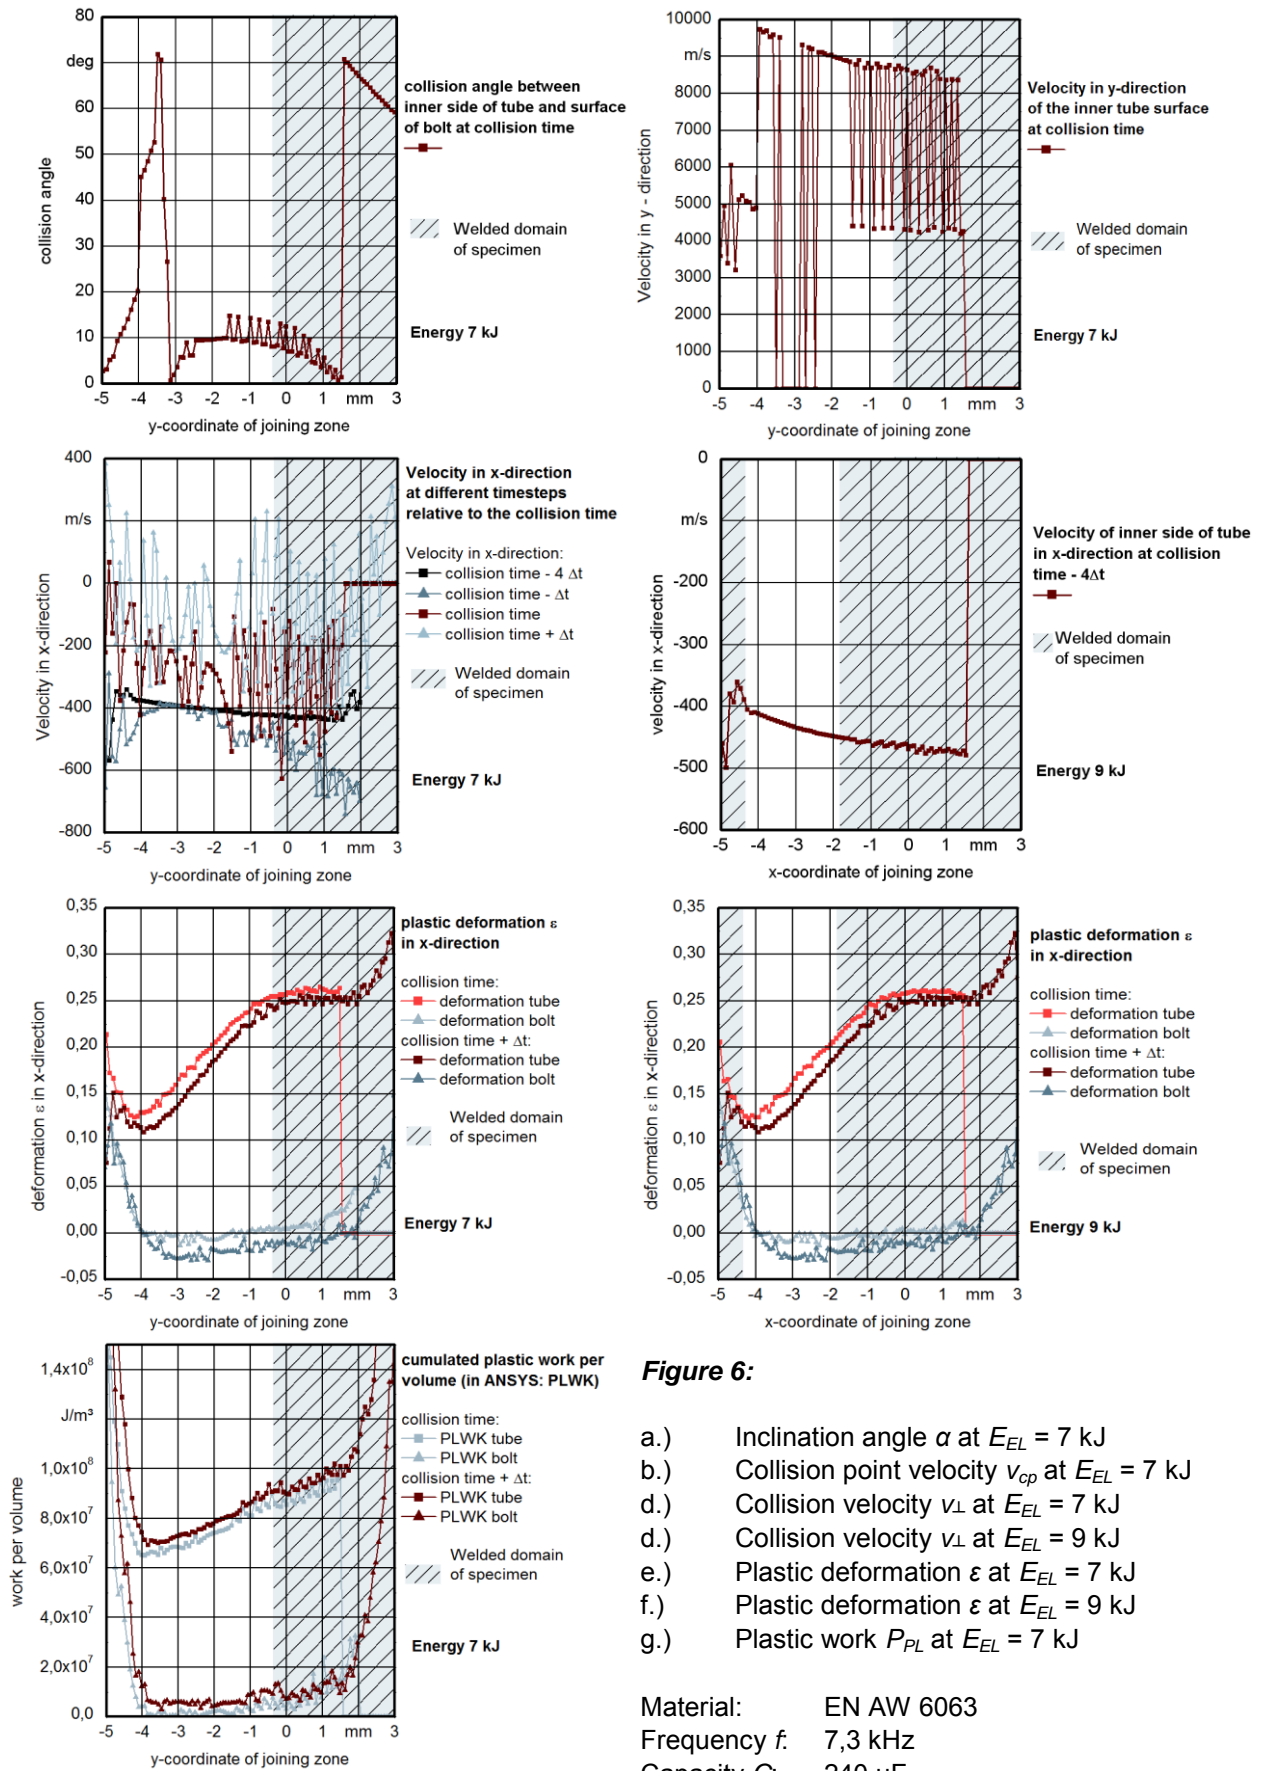 80
deg
60
50
40
30
20
10
0
collision angle
-5 -4 -3 -2 -1 0 1 mm 3
y-coordinate of joining zone
collision angle between
inner side of tube and surface
of bolt at collision time
Welded domain
of specimen
Energy 7 kJ
10000
m/s
8000
7000
6000
5000
4000
3000
2000
1000
0
Velocity in y - direction
-5 -4 -3 -2 -1 0 1 mm 3
y-coordinate of joining zone
Velocity in y-direction
of the inner tube surface
at collision time
Welded domain
of specimen
Energy 7 kJ
400
m/s
0
-200
-400
-600
-800
Velocity in x-direction
-5 -4 -3 -2 -1 0 1 mm 3
y-coordinate of joining zone
Velocity in x-direction
at different timesteps
relative to the collision time
Velocity in x-direction:
collision time - 4 Δt
collision time - Δt
collision time
collision time + Δt
Welded domain
of specimen
Energy 7 kJ
0
m/s
-200
-300
-400
-500
-600
velocity in x-direction
-5 -4 -3 -2 -1 0 1 mm 3
x-coordinate of joining zone
Velocity of inner side of tube
in x-direction at collision
time - 4Δt
Welded domain
of specimen
Energy 9 kJ
0,35
0,30
0,25
0,20
0,15
0,10
0,05
0,00
-0,05
deformation ε in x-direction
-5 -4 -3 -2 -1 0 1 mm 3
y-coordinate of joining zone
plastic deformation ε
in x-direction
collision time:
deformation tube
deformation bolt
collision time + Δt:
deformation tube
deformation bolt
Welded domain
of specimen
Energy 7 kJ
0,35
0,30
0,25
0,20
0,15
0,10
0,05
0,00
-0,05
deformation ε in x-direction
-5 -4 -3 -2 -1 0 1 mm 3
x-coordinate of joining zone
plastic deformation ε
in x-direction
collision time:
deformation tube
deformation bolt
collision time + Δt:
deformation tube
deformation bolt
Welded domain
of specimen
Energy 9 kJ
1,4x10⁸
J/m³
1,0x10⁸
8,0x10⁷
6,0x10⁷
4,0x10⁷
2,0x10⁷
0,0
work per volume
-5 -4 -3 -2 -1 0 1 mm 3
y-coordinate of joining zone
cumulated plastic work per
volume (in ANSYS: PLWK)
collision time:
PLWK tube
PLWK bolt
collision time + Δt:
PLWK tube
PLWK bolt
Welded domain
of specimen
Energy 7 kJ
Figure 6:
a.) Inclination angle α at E_EL = 7 kJ
b.) Collision point velocity v_cp at E_EL = 7 kJ
d.) Collision velocity v⊥ at E_EL = 7 kJ
d.) Collision velocity v⊥ at E_EL = 9 kJ
e.) Plastic deformation ε at E_EL = 7 kJ
f.) Plastic deformation ε at E_EL = 9 kJ
g.) Plastic work P_PL at E_EL = 7 kJ
Material: EN AW 6063
Frequency f: 7,3 kHz
Capacity C: 240 µF